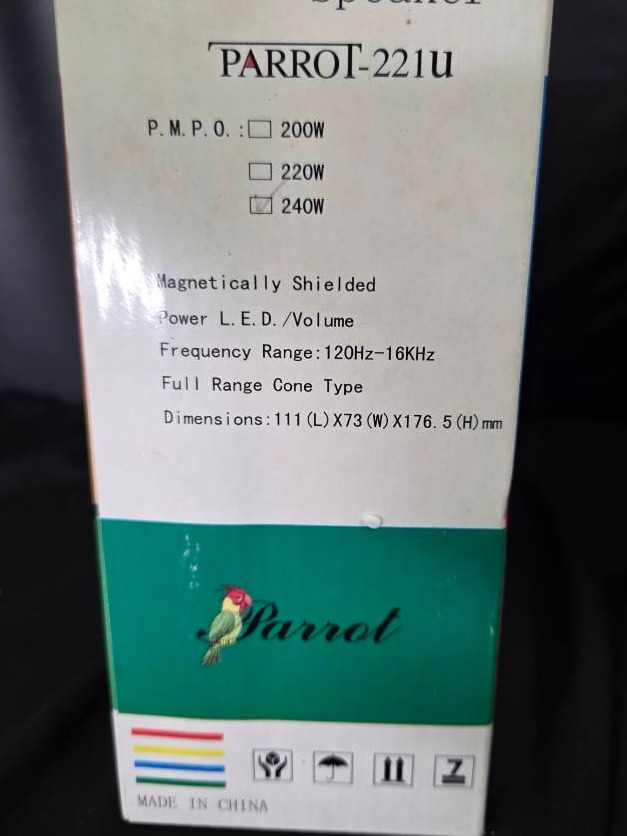 Speaker
PARROT-221u
P.M.P.O.: 200W
220W
240W
Magnetically Shielded
Power L.E.D./Volume
Frequency Range:120Hz-16KHz
Full Range Cone Type
Dimensions:111(L)X73(W)X176.5(H)mm
Parrot
MADE IN CHINA